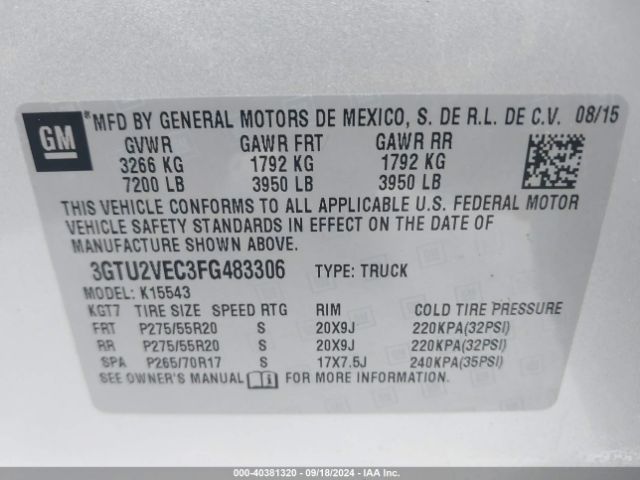 GM
®*MFD BY GENERAL MOTORS DE MEXICO, S. DE R.L. DE C.V. 08/15
GVWR GAWR FRT GAWR RR
3266 KG 1792 KG 1792 KG
7200 LB 3950 LB 3950 LB
THIS VEHICLE CONFORMS TO ALL APPLICABLE U.S. FEDERAL MOTOR
VEHICLE SAFETY STANDARDS IN EFFECT ON THE DATE OF
MANUFACTURE SHOWN ABOVE.
3GTU2VEC3FG483306 TYPE: TRUCK
MODEL: K15543
KGT7 TIRE SIZE SPEED RTG RIM COLD TIRE PRESSURE
FRT P275/55R20 S 20X9J 220KPA(32PSI)
RR P275/55R20 S 20X9J 220KPA(32PSI)
SPA P265/70R17 S 17X7.5J 240KPA(35PSI)
SEE OWNER'S MANUAL FOR MORE INFORMATION.
000-40381320 - 09/18/2024 - IAA Inc.